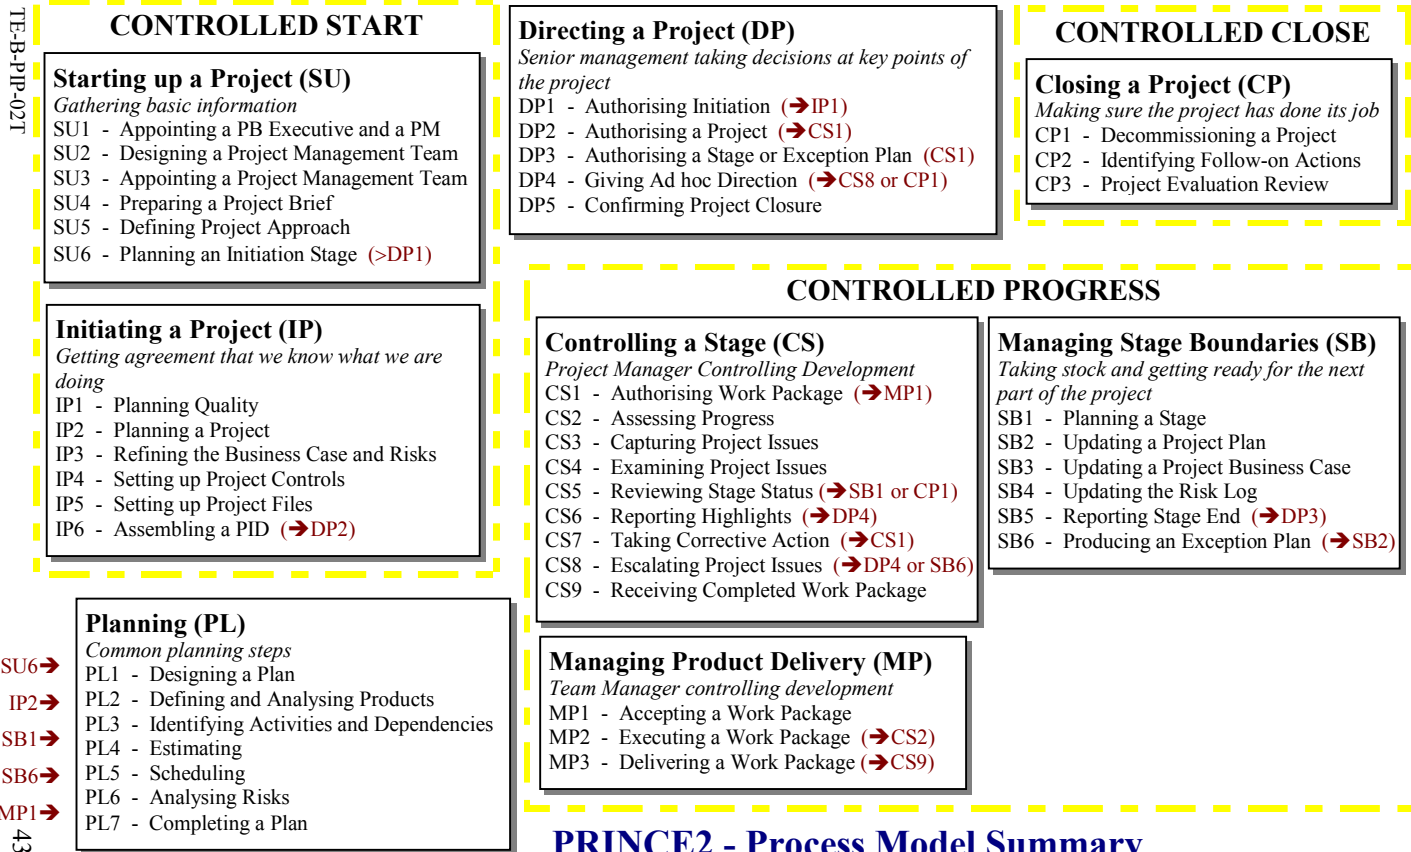 TE-B-PIP-02T
CONTROLLED START
Starting up a Project (SU)
Gathering basic information
SU1 - Appointing a PB Executive and a PM
SU2 - Designing a Project Management Team
SU3 - Appointing a Project Management Team
SU4 - Preparing a Project Brief
SU5 - Defining Project Approach
SU6 - Planning an Initiation Stage (>DP1)
Initiating a Project (IP)
Getting agreement that we know what we are
doing
IP1 - Planning Quality
IP2 - Planning a Project
IP3 - Refining the Business Case and Risks
IP4 - Setting up Project Controls
IP5 - Setting up Project Files
IP6 - Assembling a PID (➔DP2)
Directing a Project (DP)
Senior management taking decisions at key points of
the project
DP1 - Authorising Initiation (➔IP1)
DP2 - Authorising a Project (➔CS1)
DP3 - Authorising a Stage or Exception Plan (CS1)
DP4 - Giving Ad hoc Direction (➔CS8 or CP1)
DP5 - Confirming Project Closure
CONTROLLED CLOSE
Closing a Project (CP)
Making sure the project has done its job
CP1 - Decommissioning a Project
CP2 - Identifying Follow-on Actions
CP3 - Project Evaluation Review
CONTROLLED PROGRESS
Controlling a Stage (CS)
Project Manager Controlling Development
CS1 - Authorising Work Package (➔MP1)
CS2 - Assessing Progress
CS3 - Capturing Project Issues
CS4 - Examining Project Issues
CS5 - Reviewing Stage Status (➔SB1 or CP1)
CS6 - Reporting Highlights (➔DP4)
CS7 - Taking Corrective Action (➔CS1)
CS8 - Escalating Project Issues (➔DP4 or SB6)
CS9 - Receiving Completed Work Package
Managing Stage Boundaries (SB)
Taking stock and getting ready for the next
part of the project
SB1 - Planning a Stage
SB2 - Updating a Project Plan
SB3 - Updating a Project Business Case
SB4 - Updating the Risk Log
SB5 - Reporting Stage End (➔DP3)
SB6 - Producing an Exception Plan (➔SB2)
Managing Product Delivery (MP)
Team Manager controlling development
MP1 - Accepting a Work Package
MP2 - Executing a Work Package (➔CS2)
MP3 - Delivering a Work Package (➔CS9)
SU6➔
IP2➔
SB1➔
SB6➔
MP1➔
Planning (PL)
Common planning steps
PL1 - Designing a Plan
PL2 - Defining and Analysing Products
PL3 - Identifying Activities and Dependencies
PL4 - Estimating
PL5 - Scheduling
PL6 - Analysing Risks
PL7 - Completing a Plan
43
PRINCE2 - Process Model Summary